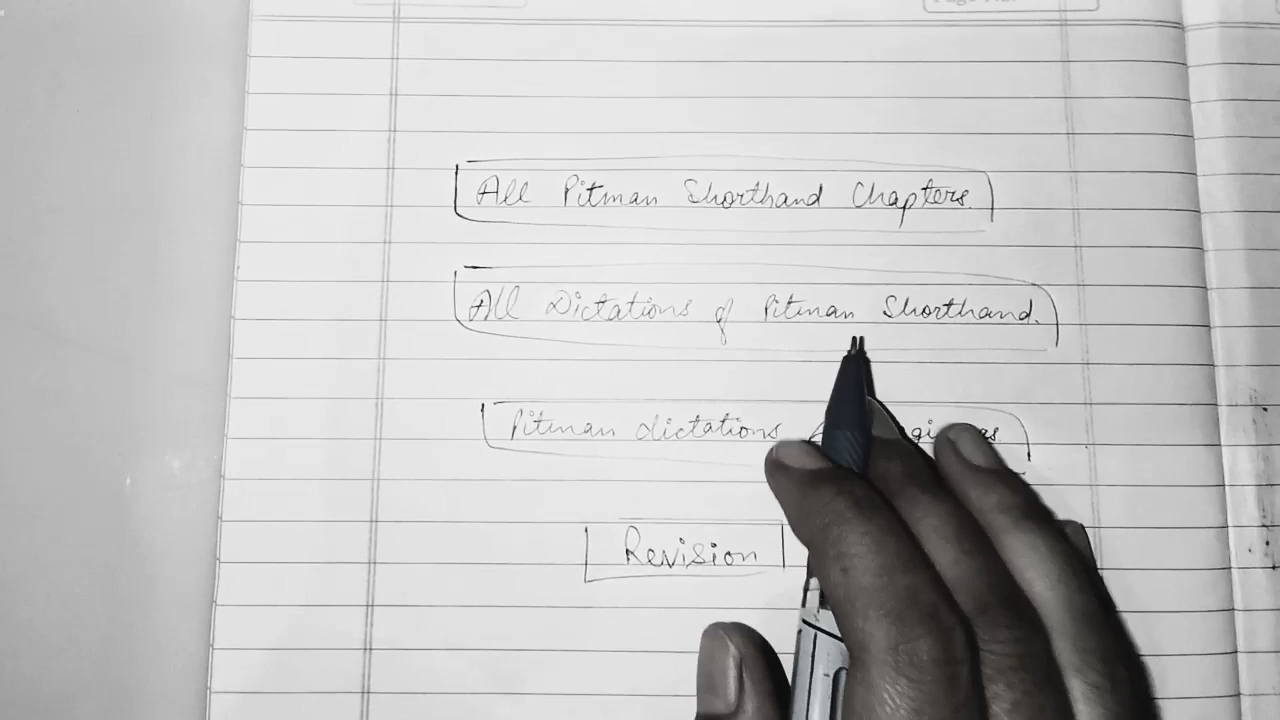 All Pitman Shorthand Chapters.
All Dictations of Pitman Shorthand.
Pitman dictations
Revision